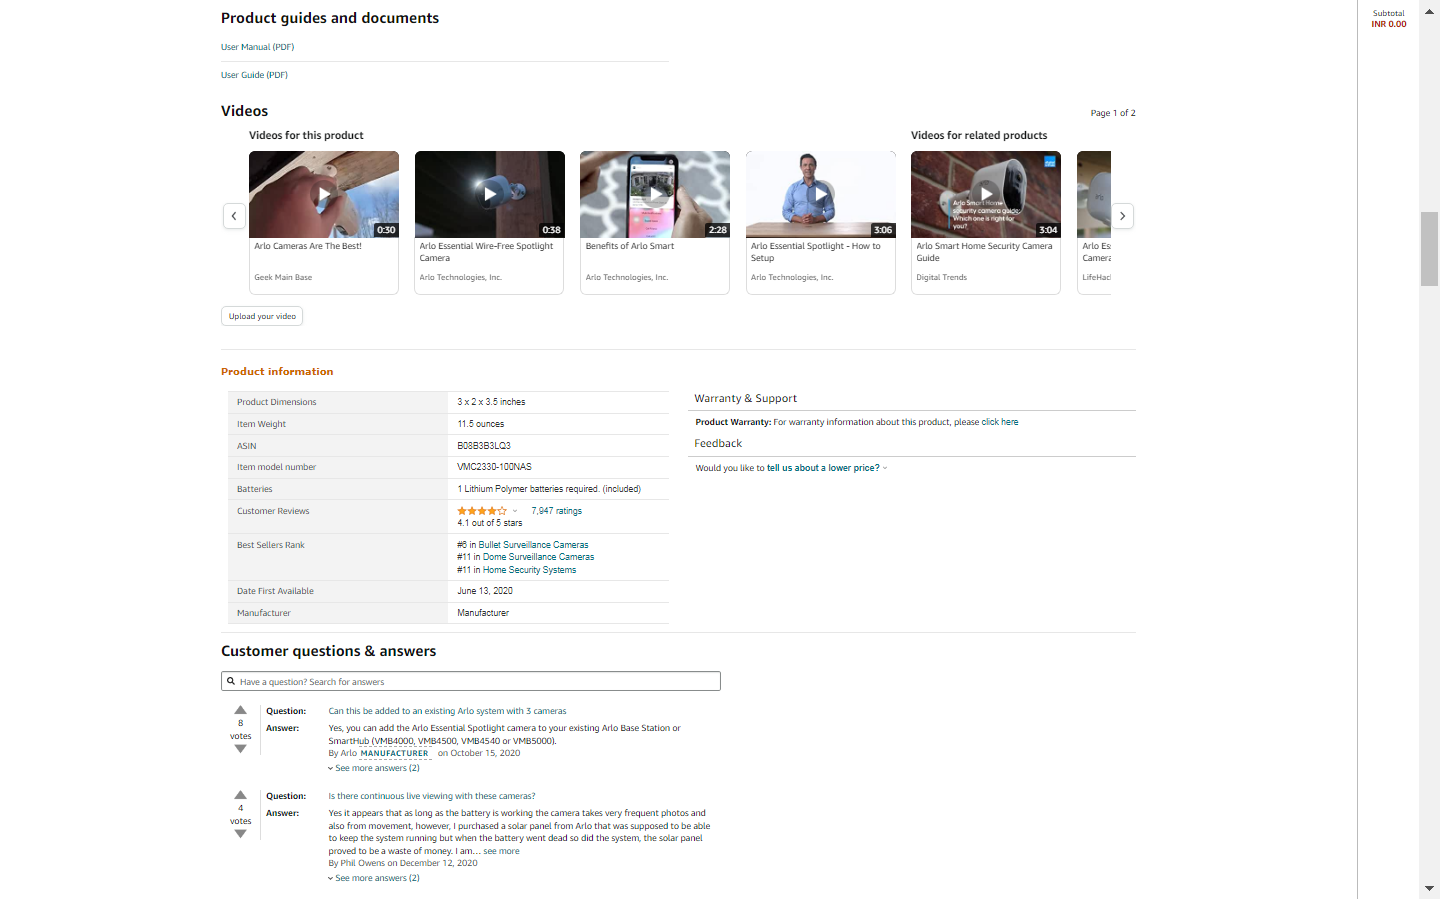 Product guides and documents
Subtotal
INR 0.00
User Manual (PDF)
User Guide (PDF)
Videos
Page 1 of 2
Videos for this product
Videos for related products
0:30
0:38
2:28
3:06
Arlo Smart Home
security camera guide:
Which one is right for
you?
3:04
Arlo Cameras Are The Best!
Geek Main Base
Arlo Essential Wire-Free Spotlight
Camera
Arlo Technologies, Inc.
Benefits of Arlo Smart
Arlo Technologies, Inc.
Arlo Essential Spotlight - How to
Setup
Arlo Technologies, Inc.
Arlo Smart Home Security Camera
Guide
Digital Trends
Arlo Es
Camera
LifeHac
Upload your video
Product information
Product Dimensions 3 x 2 x 3.5 inches
Item Weight 11.5 ounces
ASIN B08B3B3LQ3
Item model number VMC2330-100NAS
Batteries 1 Lithium Polymer batteries required. (included)
Customer Reviews 7,947 ratings
4.1 out of 5 stars
Best Sellers Rank #6 in Bullet Surveillance Cameras
#11 in Dome Surveillance Cameras
#11 in Home Security Systems
Date First Available June 13, 2020
Manufacturer Manufacturer
Warranty & Support
Product Warranty: For warranty information about this product, please click here
Feedback
Would you like to tell us about a lower price?
Customer questions & answers
Have a question? Search for answers
8
votes
Question: Can this be added to an existing Arlo system with 3 cameras
Answer: Yes, you can add the Arlo Essential Spotlight camera to your existing Arlo Base Station or
SmartHub (VMB4000, VMB4500, VMB4540 or VMB5000).
By Arlo MANUFACTURER on October 15, 2020
See more answers (2)
4
votes
Question: Is there continuous live viewing with these cameras?
Answer: Yes it appears that as long as the battery is working the camera takes very frequent photos and
also from movement, however, I purchased a solar panel from Arlo that was supposed to be able
to keep the system running but when the battery went dead so did the system, the solar panel
proved to be a waste of money. I am... see more
By Phil Owens on December 12, 2020
See more answers (2)